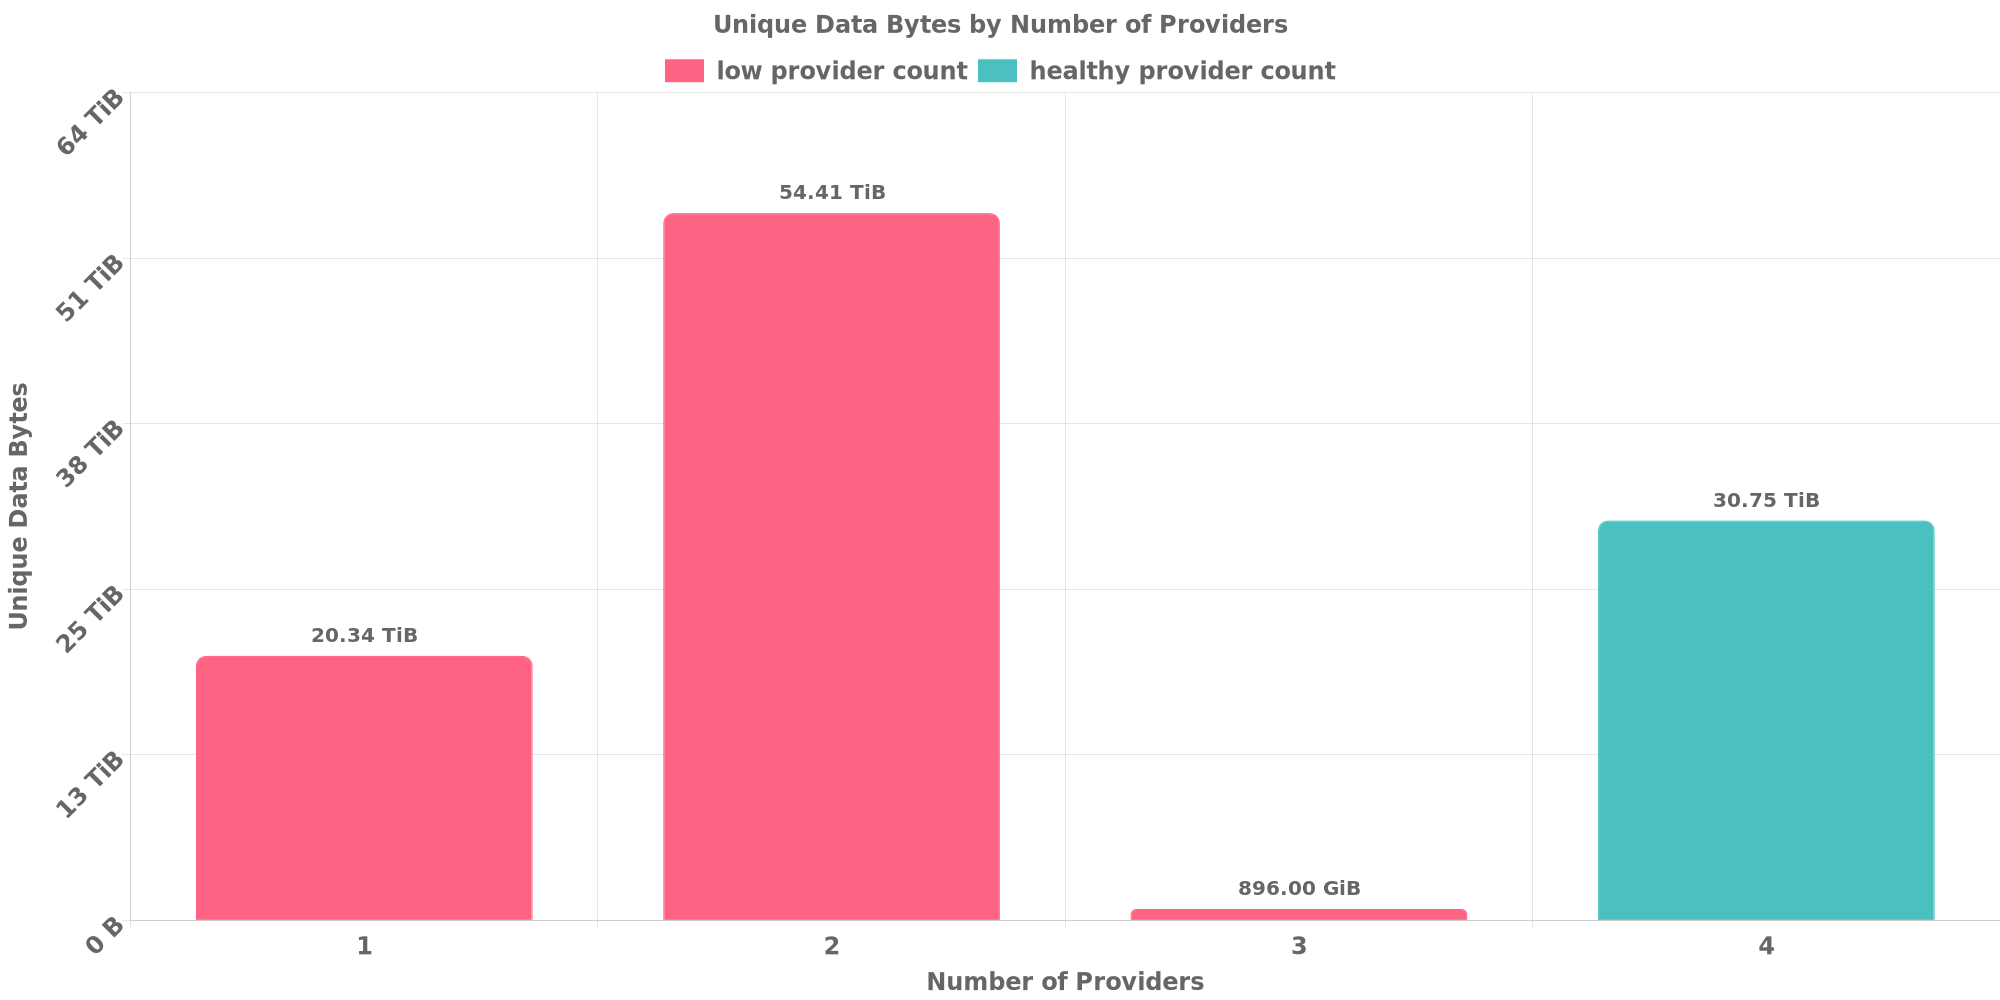 Unique Data Bytes by Number of Providers
low provider count healthy provider count
64 TiB
51 TiB
38 TiB
25 TiB
13 TiB
0 B
Unique Data Bytes
20.34 TiB
54.41 TiB
896.00 GiB
30.75 TiB
1 2 3 4
Number of Providers